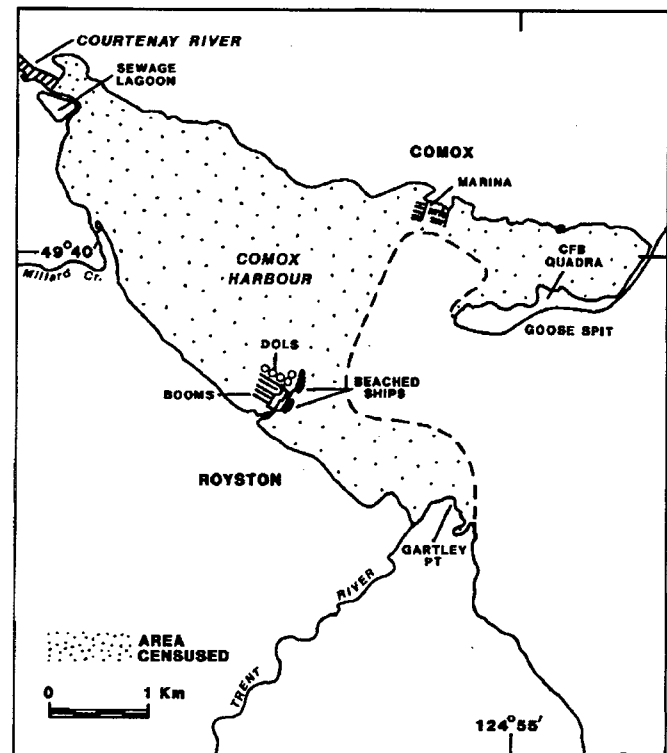 COURTENAY RIVER
SEWAGE
LAGOON
COMOX
MARINA
49°40'
Millard Cr.
COMOX
HARBOUR
CFB
QUADRA
GOOSE SPIT
DOLS
BOOMS
BEACHED
SHIPS
ROYSTON
GARTLEY
PT
TRENT RIVER
AREA
CENSUSED
0 1 Km
124°55'